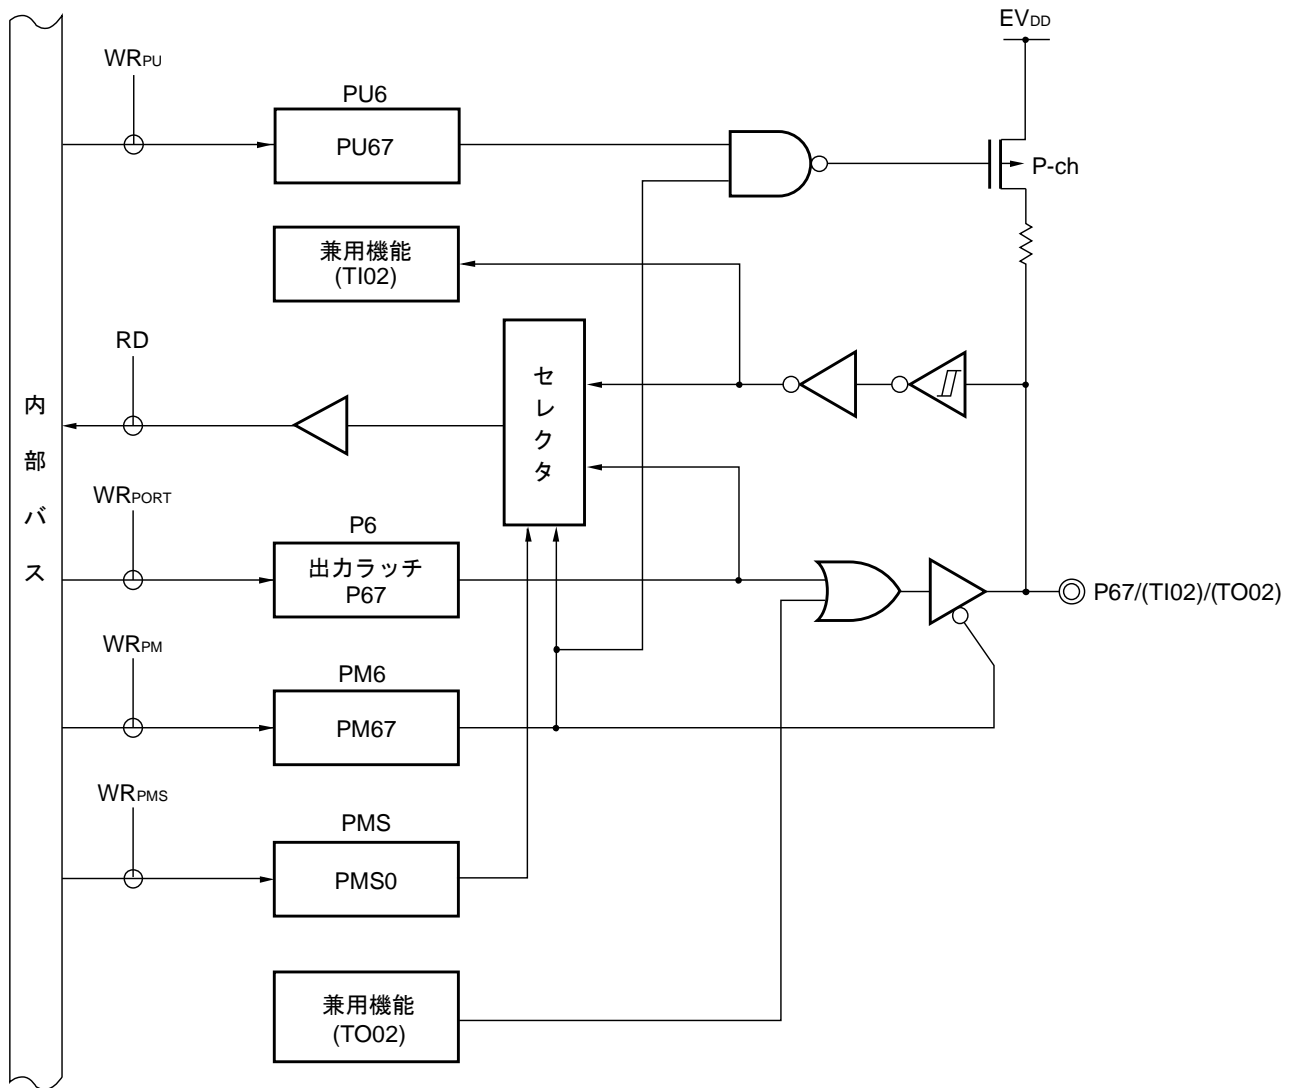 EVDD
WRPU
PU6
PU67
P-ch
兼用機能
(TI02)
RD
セレクタ
内部バス
WRPORT
P6
出力ラッチ
P67
P67/(TI02)/(TO02)
WRPM
PM6
PM67
WRPMS
PMS
PMS0
兼用機能
(TO02)